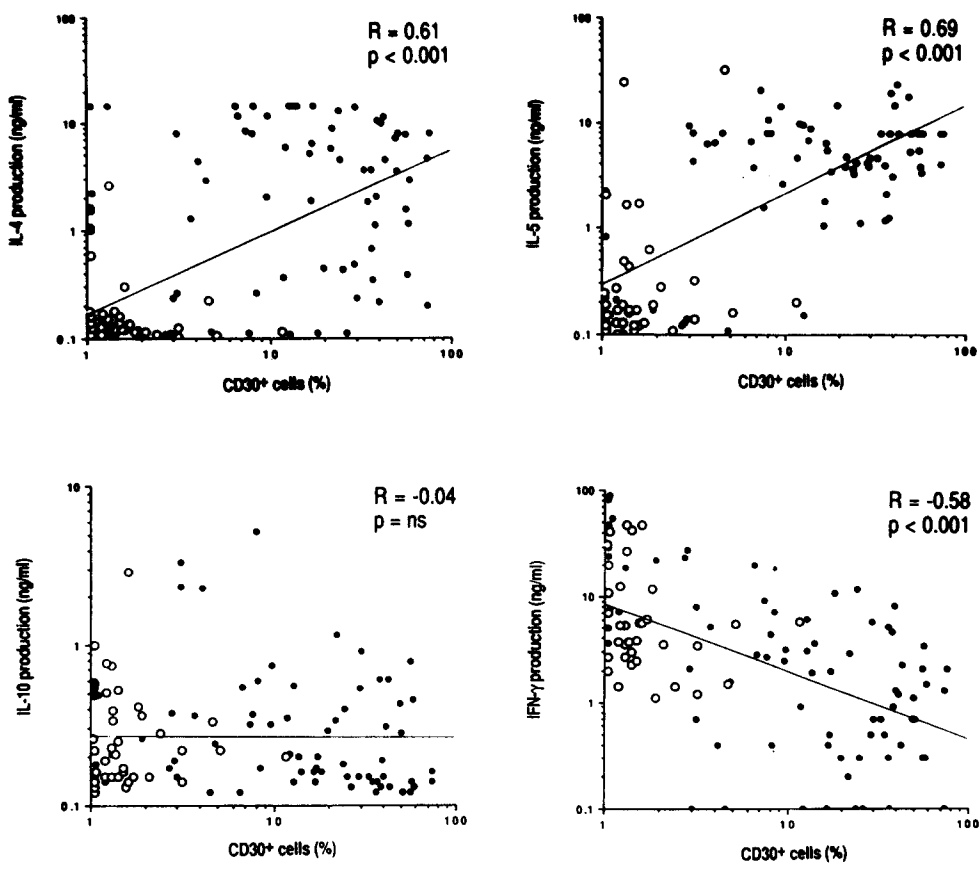 100
10
1
0.1
1
10
100
IL-4 production (ng/ml)
CD30+ cells (%)
R = 0.61
p < 0.001
100
10
1
0.1
1
10
100
IL-5 production (ng/ml)
CD30+ cells (%)
R = 0.69
p < 0.001
10
1
0.1
1
10
100
IL-10 production (ng/ml)
CD30+ cells (%)
R = -0.04
p = ns
100
10
1
0.1
1
10
100
IFN-γ production (ng/ml)
CD30+ cells (%)
R = -0.58
p < 0.001